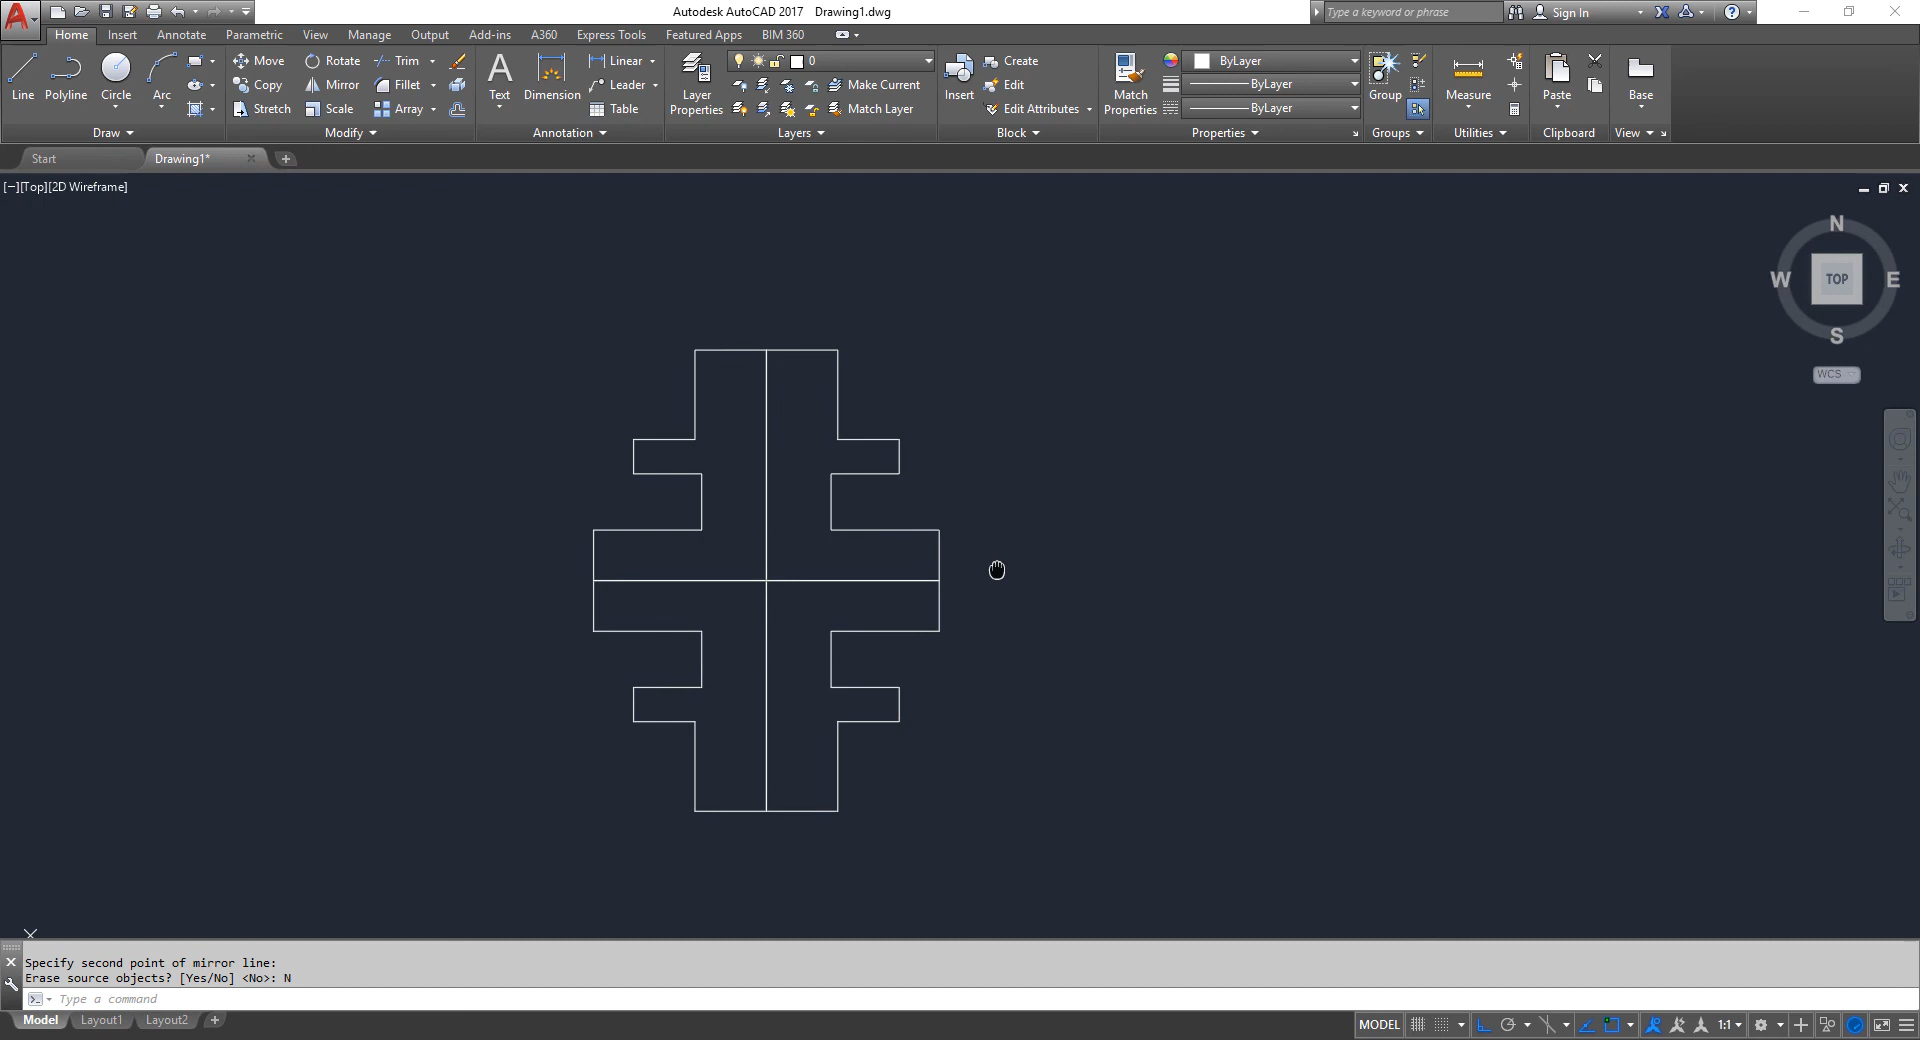 Autodesk AutoCAD 2017 Drawing1.dwg
Type a keyword or phrase
Sign In
Home Insert Annotate Parametric View Manage Output Add-ins A360 Express Tools Featured Apps BIM 360
Line Polyline Circle Arc
Draw
Move Rotate Trim
Copy Mirror Fillet
Stretch Scale Array
Modify
Text Dimension
Linear
Leader
Table
Annotation
Layer Properties
0
Make Current
Match Layer
Layers
Insert
Create
Edit
Edit Attributes
Block
Match Properties
ByLayer
ByLayer
ByLayer
Properties
Group
Groups
Measure
Utilities
Paste
Clipboard
Base
View
Start Drawing1*
[−][Top][2D Wireframe]
N
W TOP E
S
WCS
Specify second point of mirror line:
Erase source objects? [Yes/No] <No>: N
Type a command
Model Layout1 Layout2
MODEL 1:1